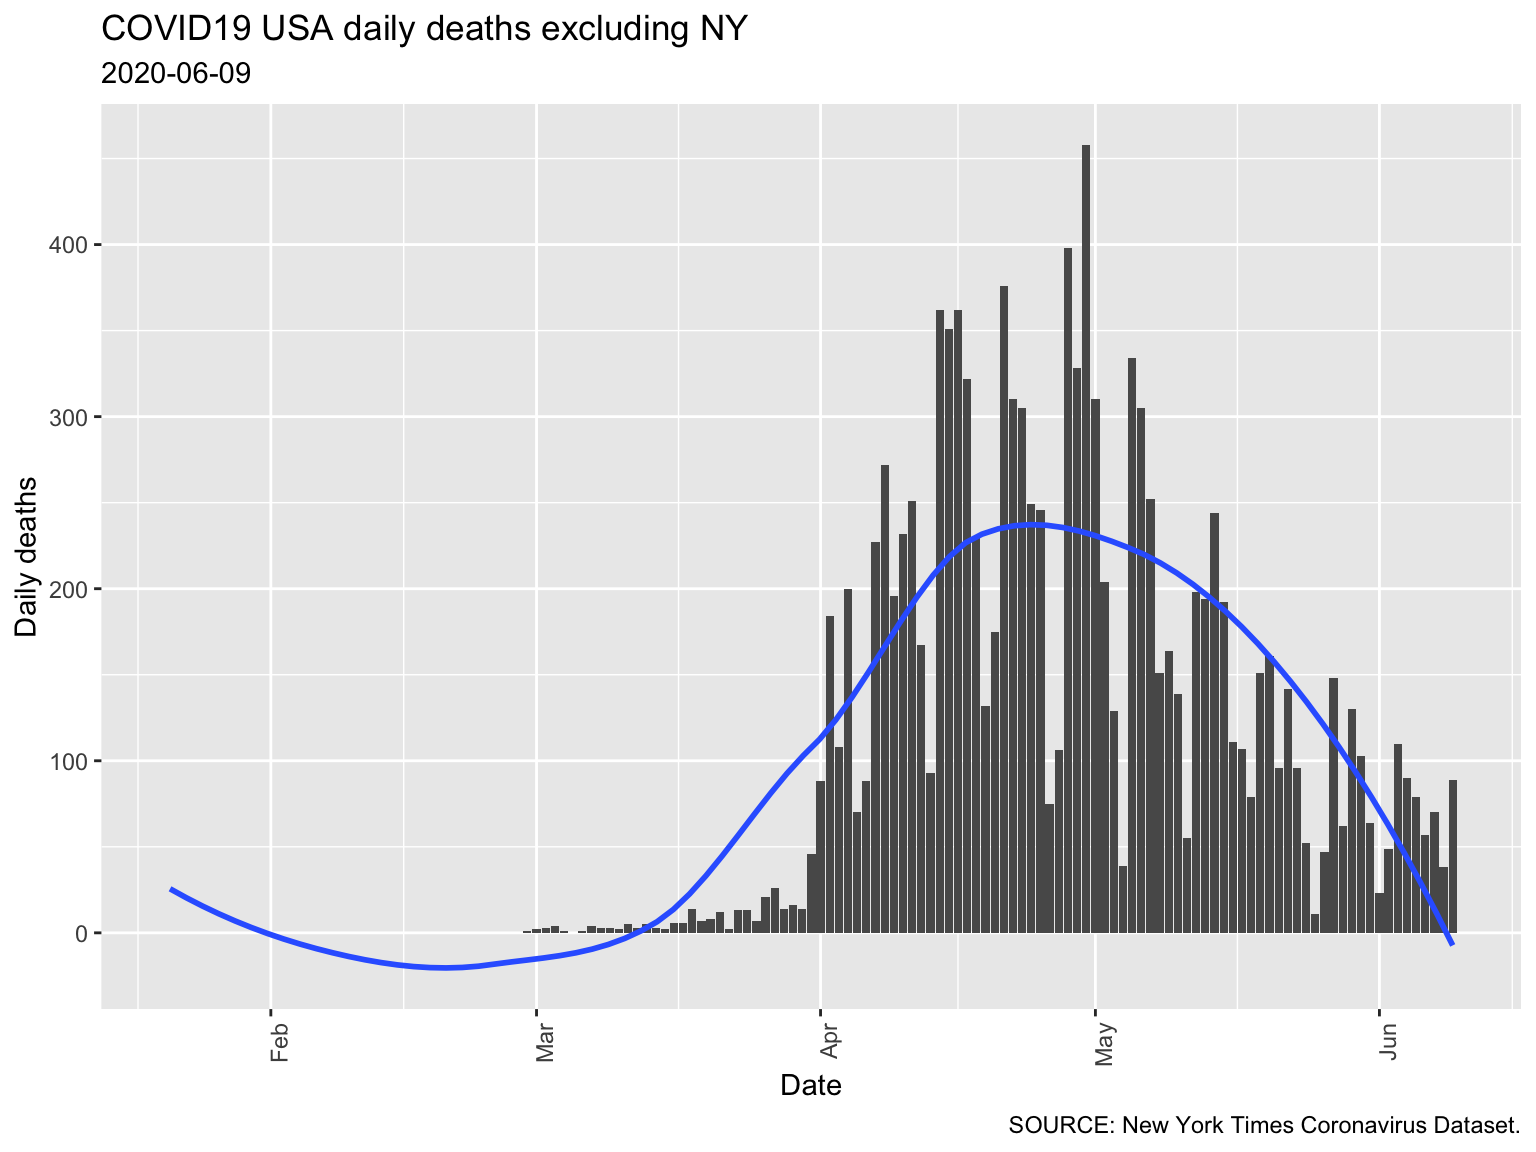 COVID19 USA daily deaths excluding NY
2020-06-09
Daily deaths
400
300
200
100
0
Feb
Mar
Apr
May
Jun
Date
SOURCE: New York Times Coronavirus Dataset.